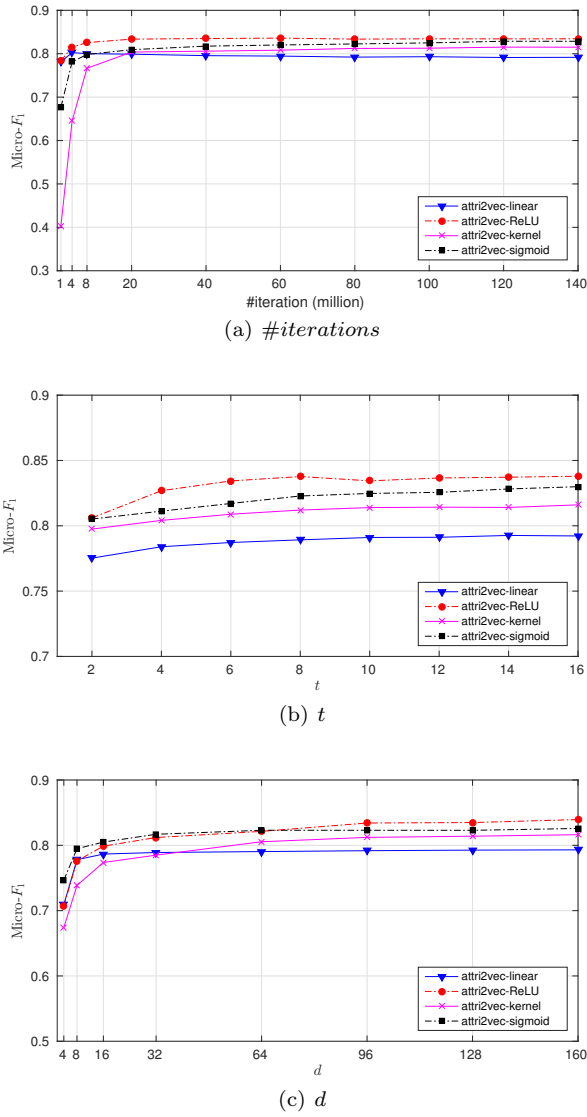 0.9
0.8
0.7
0.6
0.5
0.4
0.3
Micro-F₁
attri2vec-linear
attri2vec-ReLU
attri2vec-kernel
attri2vec-sigmoid
1 4 8 20 40 60 80 100 120 140
#iteration (million)
(a) #iterations
0.9
0.85
0.8
0.75
0.7
Micro-F₁
attri2vec-linear
attri2vec-ReLU
attri2vec-kernel
attri2vec-sigmoid
2 4 6 8 10 12 14 16
t
(b) t
0.9
0.8
0.7
0.6
0.5
Micro-F₁
attri2vec-linear
attri2vec-ReLU
attri2vec-kernel
attri2vec-sigmoid
4 8 16 32 64 96 128 160
d
(c) d